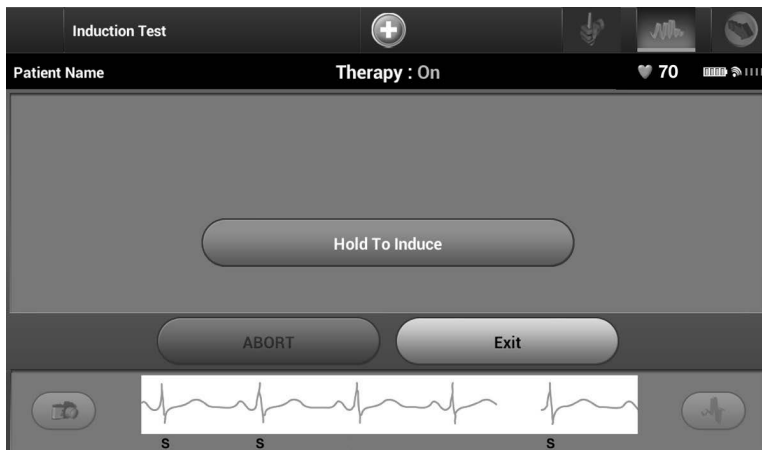 Induction Test
Patient Name Therapy : On 70
Hold To Induce
ABORT Exit
S S S